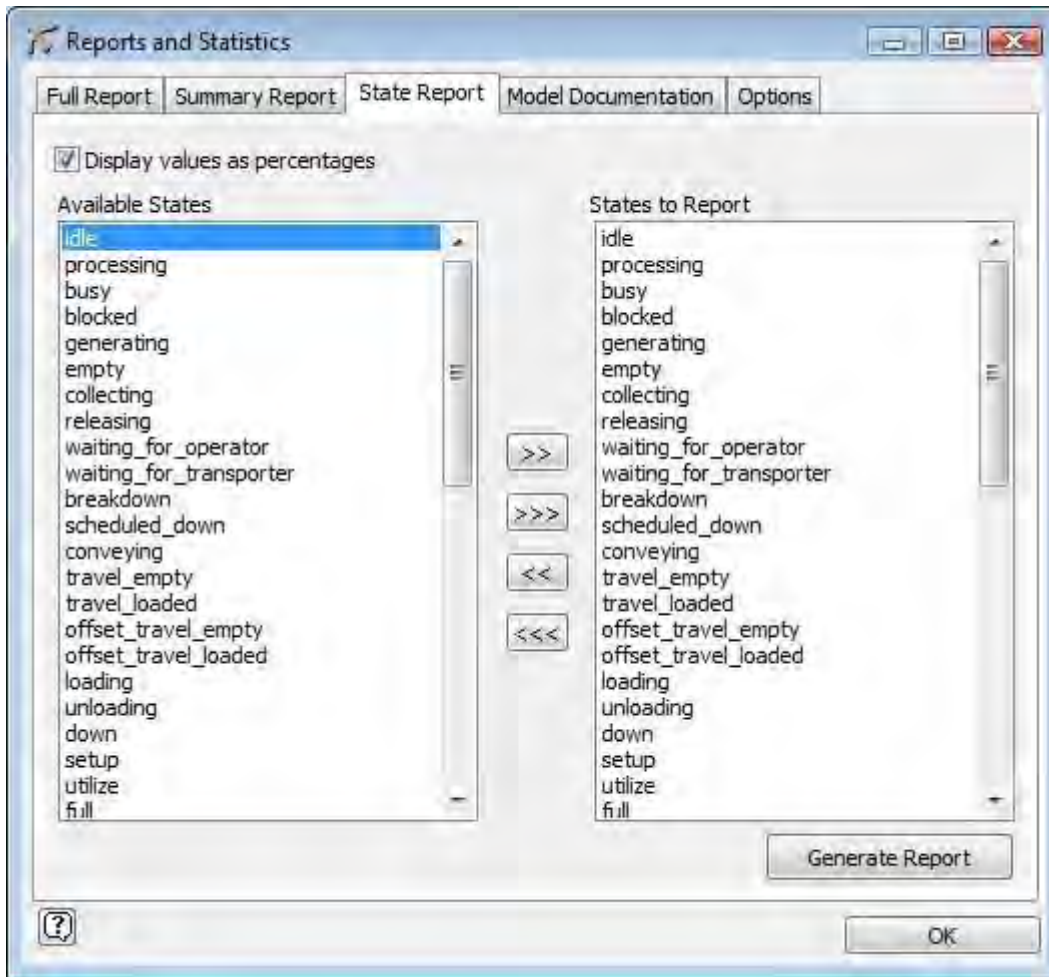 Reports and Statistics
Full Report
Summary Report
State Report
Model Documentation
Options
Display values as percentages
Available States
idle
processing
busy
blocked
generating
empty
collecting
releasing
waiting_for_operator
waiting_for_transporter
breakdown
scheduled_down
conveying
travel_empty
travel_loaded
offset_travel_empty
offset_travel_loaded
loading
unloading
down
setup
utilize
full
>>
>>>
<<
<<<
States to Report
idle
processing
busy
blocked
generating
empty
collecting
releasing
waiting_for_operator
waiting_for_transporter
breakdown
scheduled_down
conveying
travel_empty
travel_loaded
offset_travel_empty
offset_travel_loaded
loading
unloading
down
setup
utilize
full
Generate Report
?
OK